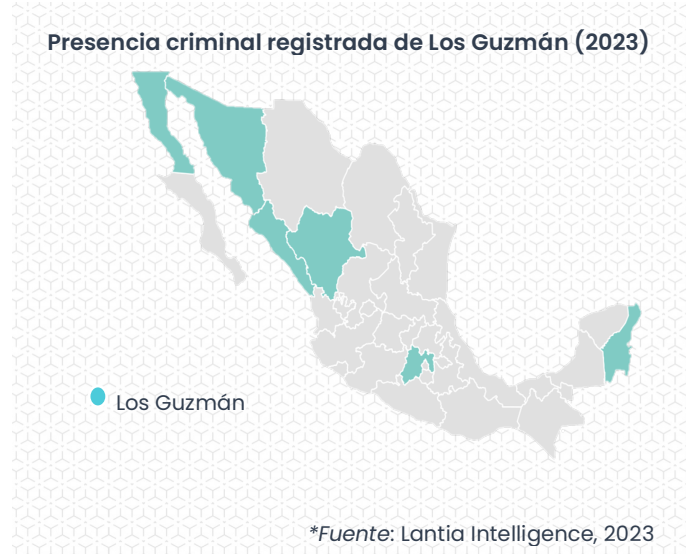 Presencia criminal registrada de Los Guzmán (2023)
Los Guzmán
*Fuente: Lantia Intelligence, 2023